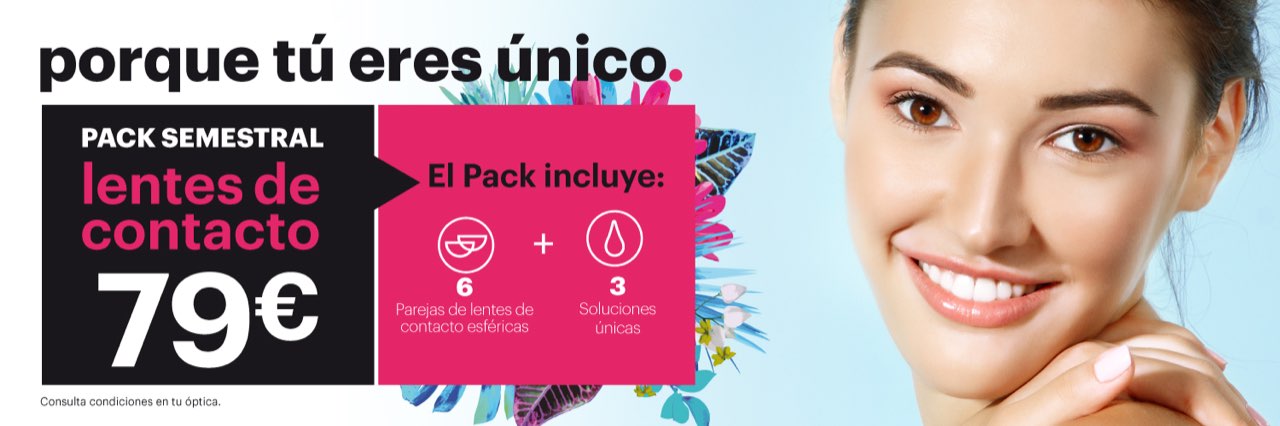 porque tú eres único.
PACK SEMESTRAL
lentes de
contacto
79€
El Pack incluye:
6
Parejas de lentes de
contacto esféricas
+
3
Soluciones
únicas
Consulta condiciones en tu óptica.